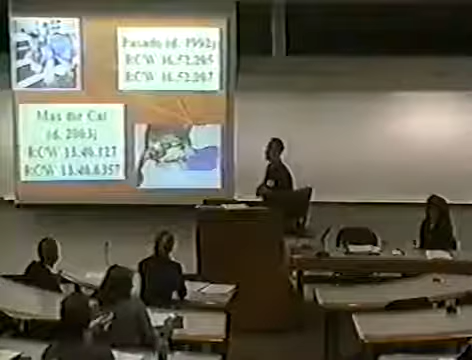 Pasado (d. 1992)
RCW 16.52.205
RCW 16.52.207
Max the Cat
(d. 2003)
RCW 13.40.127
RCW 13.40.0357